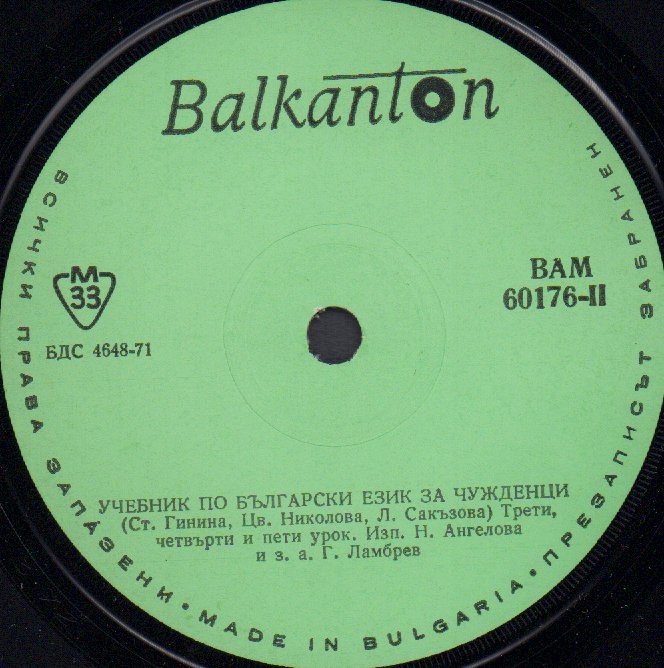 Balkanton
M
33
БДС 4648-71
ВАМ
60176-II
УЧЕБНИК ПО БЪЛГАРСКИ ЕЗИК ЗА ЧУЖДЕНЦИ
(Ст. Гинина, Цв. Николова, Л. Сакъзова) Трети,
четвърти и пети урок. Изп. Н. Ангелова
и з. а. Г. Ламбрев
ВСИЧКИ ПРАВА ЗАПАЗЕНИ • MADE IN BULGARIA • ПРЕЗАПИСЪТ ЗАБРАНЕН